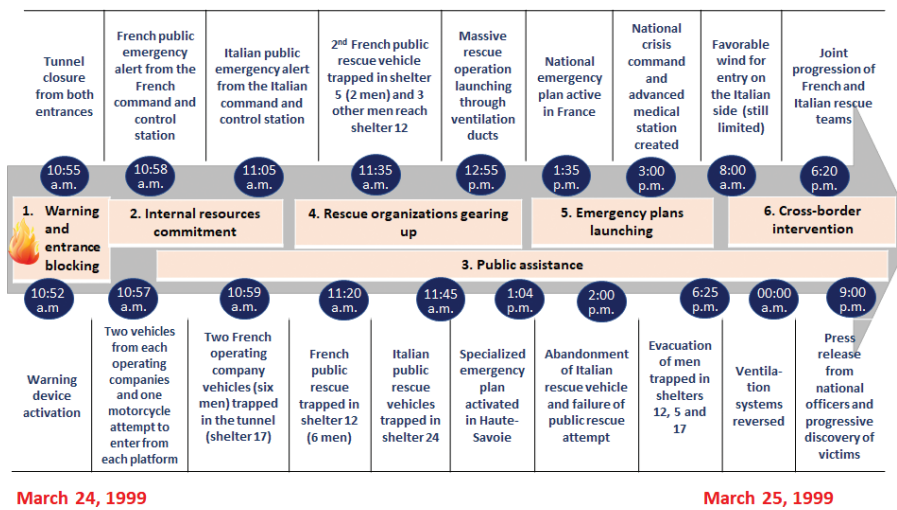 Tunnel
closure
from both
entrances
French public
emergency
alert from the
French
command and
control
station
Italian public
emergency alert
from the Italian
command and
control station
2nd French public
rescue vehicle
trapped in shelter
5 (2 men) and 3
other men reach
shelter 12
Massive
rescue
operation
launching
through
ventilation
ducts
National
emergency
plan active
in France
National
crisis
command
and
advanced
medical
station
created
Favorable
wind for
entry on
the Italian
side (still
limited)
Joint
progression of
French and
Italian rescue
teams
10:55
a.m.
10:58
a.m.
11:05
a.m.
11:35
a.m.
12:55
p.m.
1:35
p.m.
3:00
p.m.
8:00
a.m.
6:20
p.m.
1. Warning
and
entrance
blocking
2. Internal resources
commitment
4. Rescue organizations gearing
up
5. Emergency plans
launching
6. Cross-border
intervention
3. Public assistance
10:52
a.m
10:57
a.m.
10:59
a.m.
11:20
a.m.
11:45
a.m.
1:04
p.m.
2:00
p.m.
6:25
p.m.
00:00
a.m.
9:00
p.m.
Warning
device
activation
Two vehicles
from each
operating
companies
and one
motorcycle
attempt to
enter from
each platform
Two French
operating
company
vehicles (six
men) trapped
in the tunnel
(shelter 17)
French
public
rescue
trapped in
shelter 12
(6 men)
Italian
public
rescue
vehicles
trapped in
shelter 24
Specialized
emergency
plan
activated
in Haute-
Savoie
Abandonment
of Italian
rescue vehicle
and failure of
public rescue
attempt
Evacuation
of men
trapped in
shelters
12, 5 and
17
Ventila-
tion
systems
reversed
Press
release
from
national
officers and
progressive
discovery of
victims
March 24, 1999
March 25, 1999